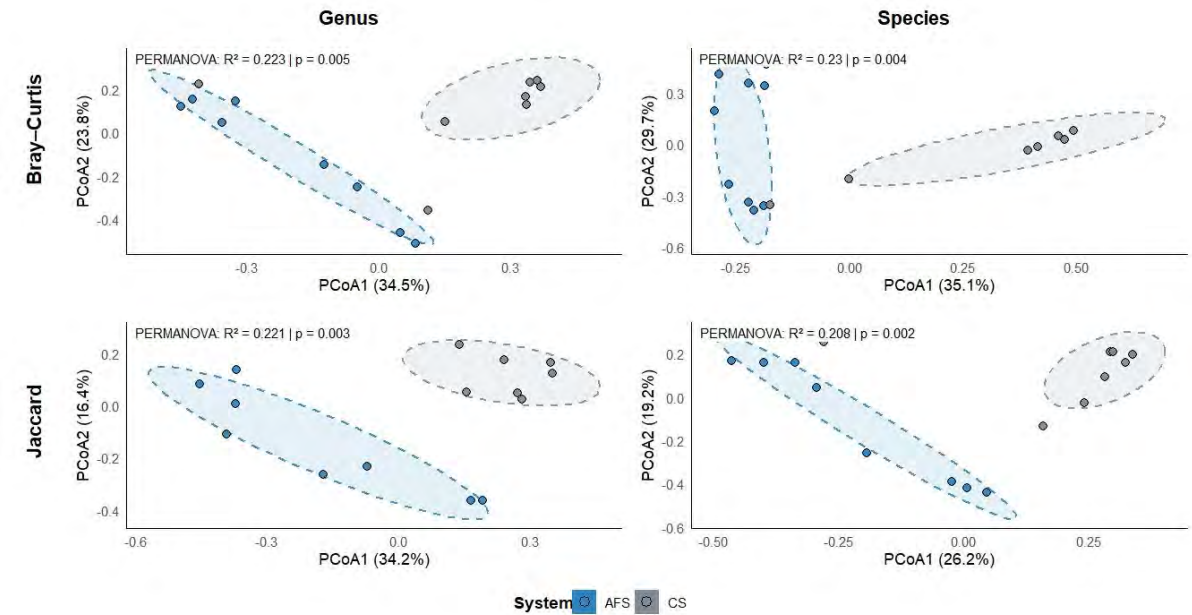 Genus
Species
Bray–Curtis
PERMANOVA: R² = 0.223 | p = 0.005
PCoA2 (23.8%)
0.2
0.0
-0.2
-0.4
-0.3
0.0
0.3
PCoA1 (34.5%)
PERMANOVA: R² = 0.23 | p = 0.004
PCoA2 (29.7%)
0.3
0.0
-0.3
-0.6
-0.25
0.00
0.25
0.50
PCoA1 (35.1%)
Jaccard
PERMANOVA: R² = 0.221 | p = 0.003
PCoA2 (16.4%)
0.2
0.0
-0.2
-0.4
-0.6
-0.3
0.0
0.3
PCoA1 (34.2%)
PERMANOVA: R² = 0.208 | p = 0.002
PCoA2 (19.2%)
0.2
0.0
-0.2
-0.4
-0.6
-0.50
0.00
0.25
PCoA1 (26.2%)
System AFS CS